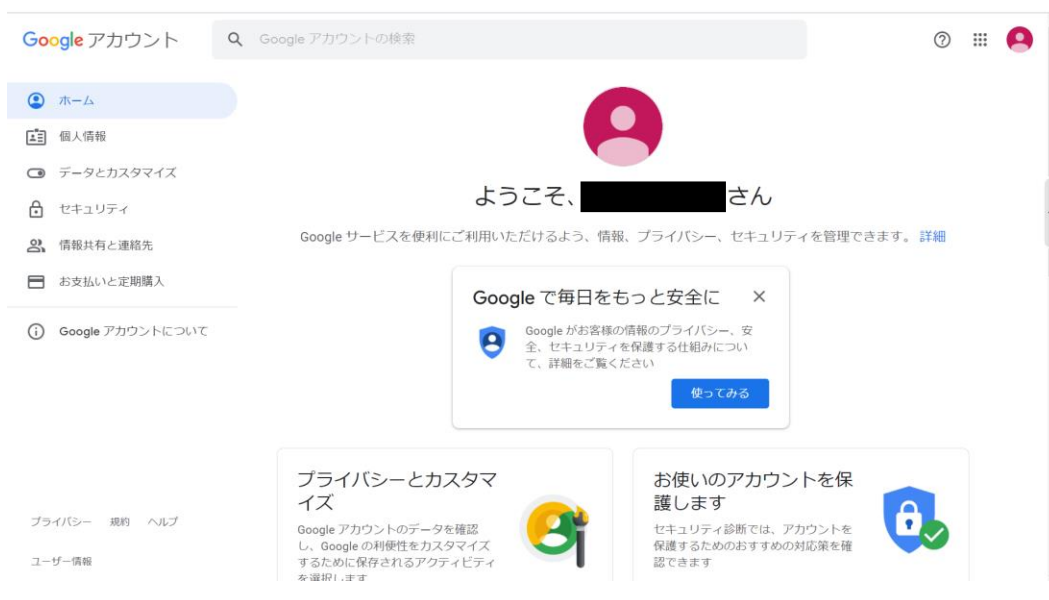 Google アカウント
Google アカウントの検索
ホーム
個人情報
データとカスタマイズ
セキュリティ
情報共有と連絡先
お支払いと定期購入
Google アカウントについて
プライバシー 規約 ヘルプ
ユーザー情報
ようこそ、 さん
Google サービスを便利にご利用いただけるよう、情報、プライバシー、セキュリティを管理できます。 詳細
Google で毎日をもっと安全に
Google がお客様の情報のプライバシー、安
全、セキュリティを保護する仕組みについ
て、詳細をご覧ください
使ってみる
プライバシーとカスタマ
イズ
Google アカウントのデータを確認
し、Google の利便性をカスタマイズ
するために保存されるアクティビティ
を選択します
お使いのアカウントを保
護します
セキュリティ診断では、アカウントを
保護するためのおすすめの対応策を確
認できます